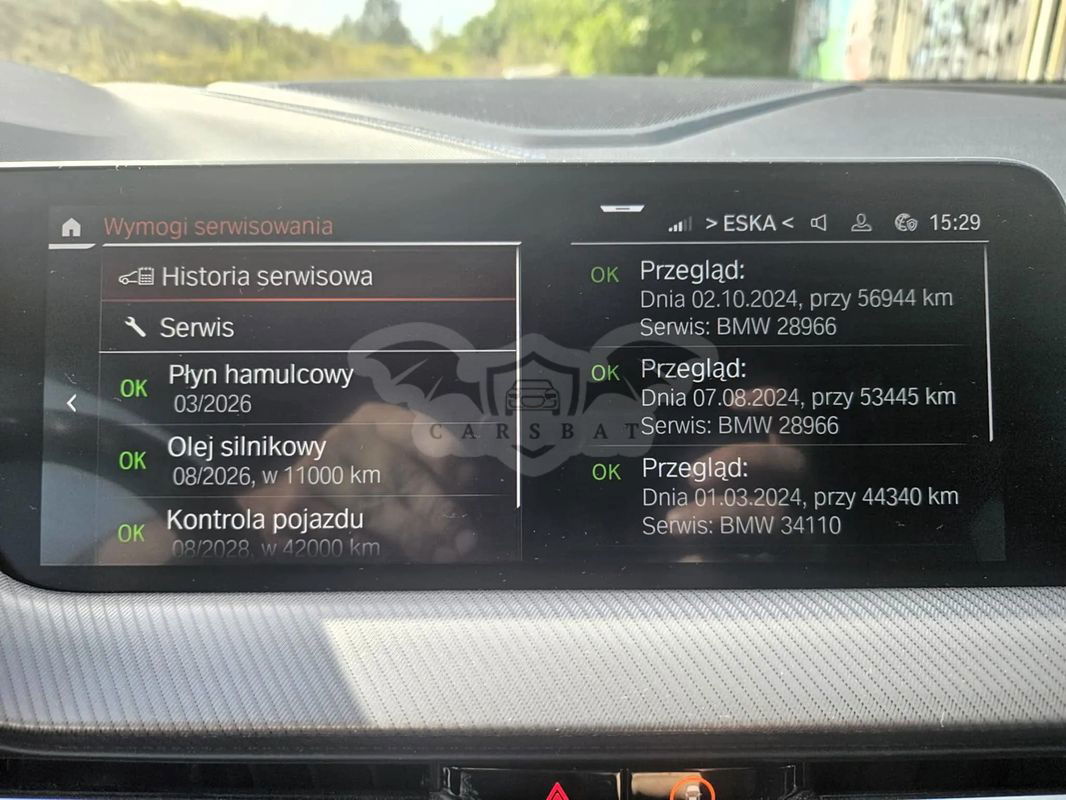 Wymogi serwisowania
> ESKA <
15:29
Historia serwisowa
Serwis
OK
Płyn hamulcowy
03/2026
OK
Olej silnikowy
08/2026, w 11000 km
OK
Kontrola pojazdu
08/2028, w 42000 km
OK
Przegląd:
Dnia 02.10.2024, przy 56944 km
Serwis: BMW 28966
OK
Przegląd:
Dnia 07.08.2024, przy 53445 km
Serwis: BMW 28966
OK
Przegląd:
Dnia 01.03.2024, przy 44340 km
Serwis: BMW 34110
CARSBAT